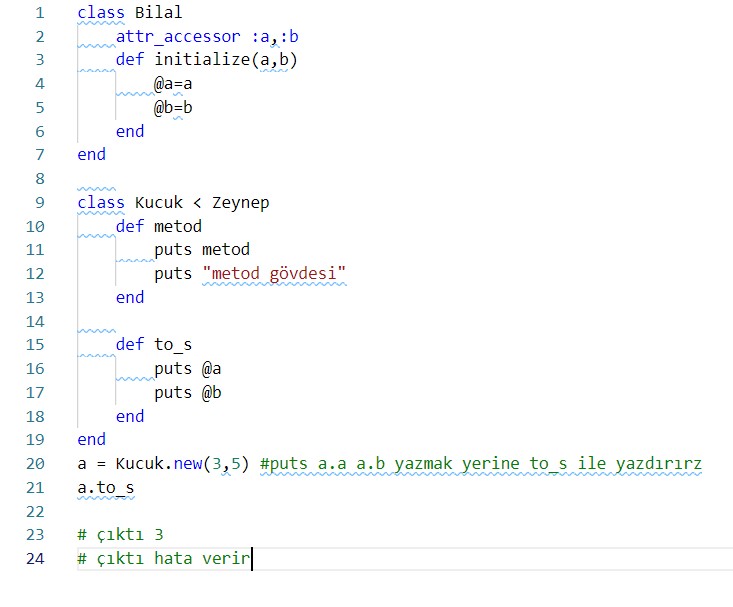 1 class Bilal
2 attr_accessor :a,:b
3 def initialize(a,b)
4 @a=a
5 @b=b
6 end
7 end
8
9 class Kucuk < Zeynep
10 def metod
11 puts metod
12 puts "metod gövdesi"
13 end
14
15 def to_s
16 puts @a
17 puts @b
18 end
19 end
20 a = Kucuk.new(3,5) #puts a.a a.b yazmak yerine to_s ile yazdırırz
21 a.to_s
22
23 # çıktı 3
24 # çıktı hata verir